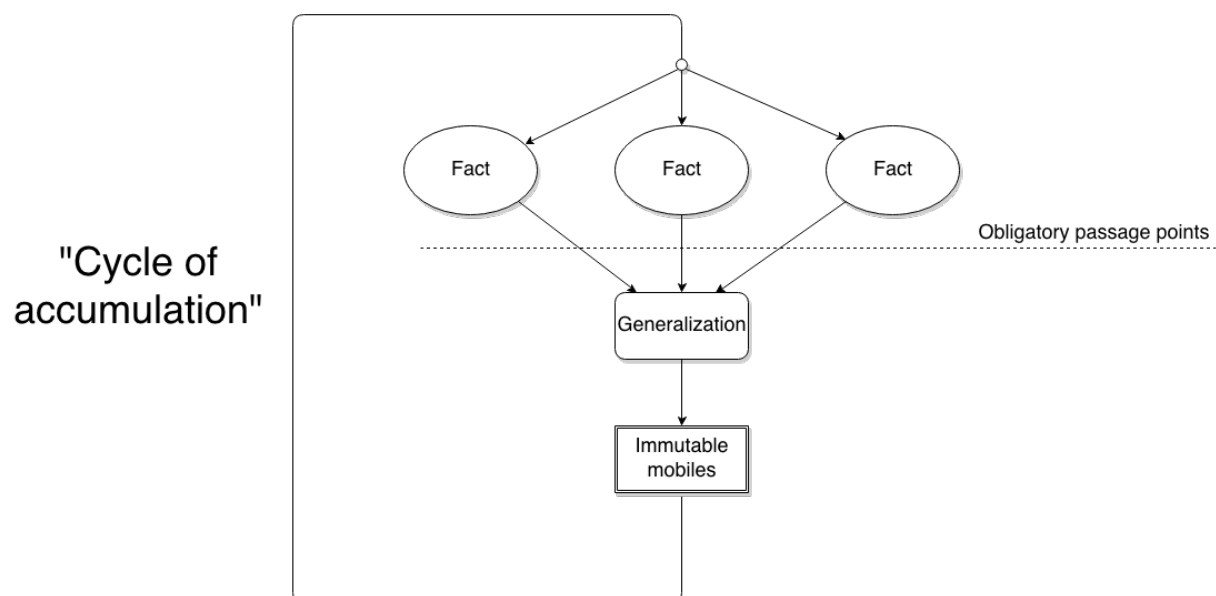 Fact
Fact
Fact
Obligatory passage points
"Cycle of
accumulation"
Generalization
Immutable
mobiles